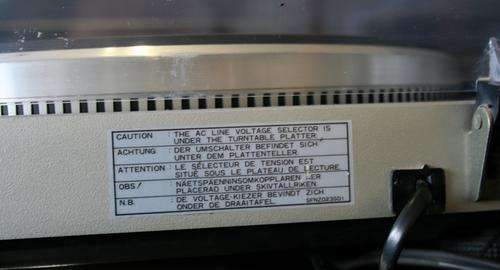 CAUTION : THE AC LINE VOLTAGE SELECTOR IS
UNDER THE TURNTABLE PLATTER.
ACHTUNG : DER UMSCHALTER BEFINDET SICH
UNTER DEM PLATTENTELLER
ATTENTION : LE SÉLECTEUR DE TENSION EST
SITUÉ SOUS LE PLATEAU DE LECTURE
OBS! : NÄETSPÄNNINSOMKOPPLAREN ÄER
PLACERAD UNDER SKIVTALLRIKEN
N.B. : DE VOLTAGE-KIEZER BEVINDT ZICH
ONDER DE DRAAITAFEL.